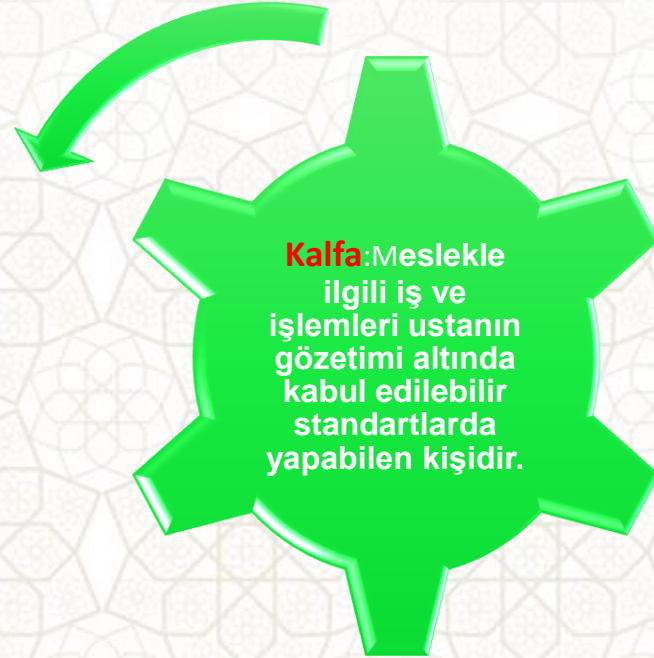 Kalfa:Meslekle
ilgili iş ve
işlemleri ustanın
gözetimi altında
kabul edilebilir
standartlarda
yapabilen kişidir.